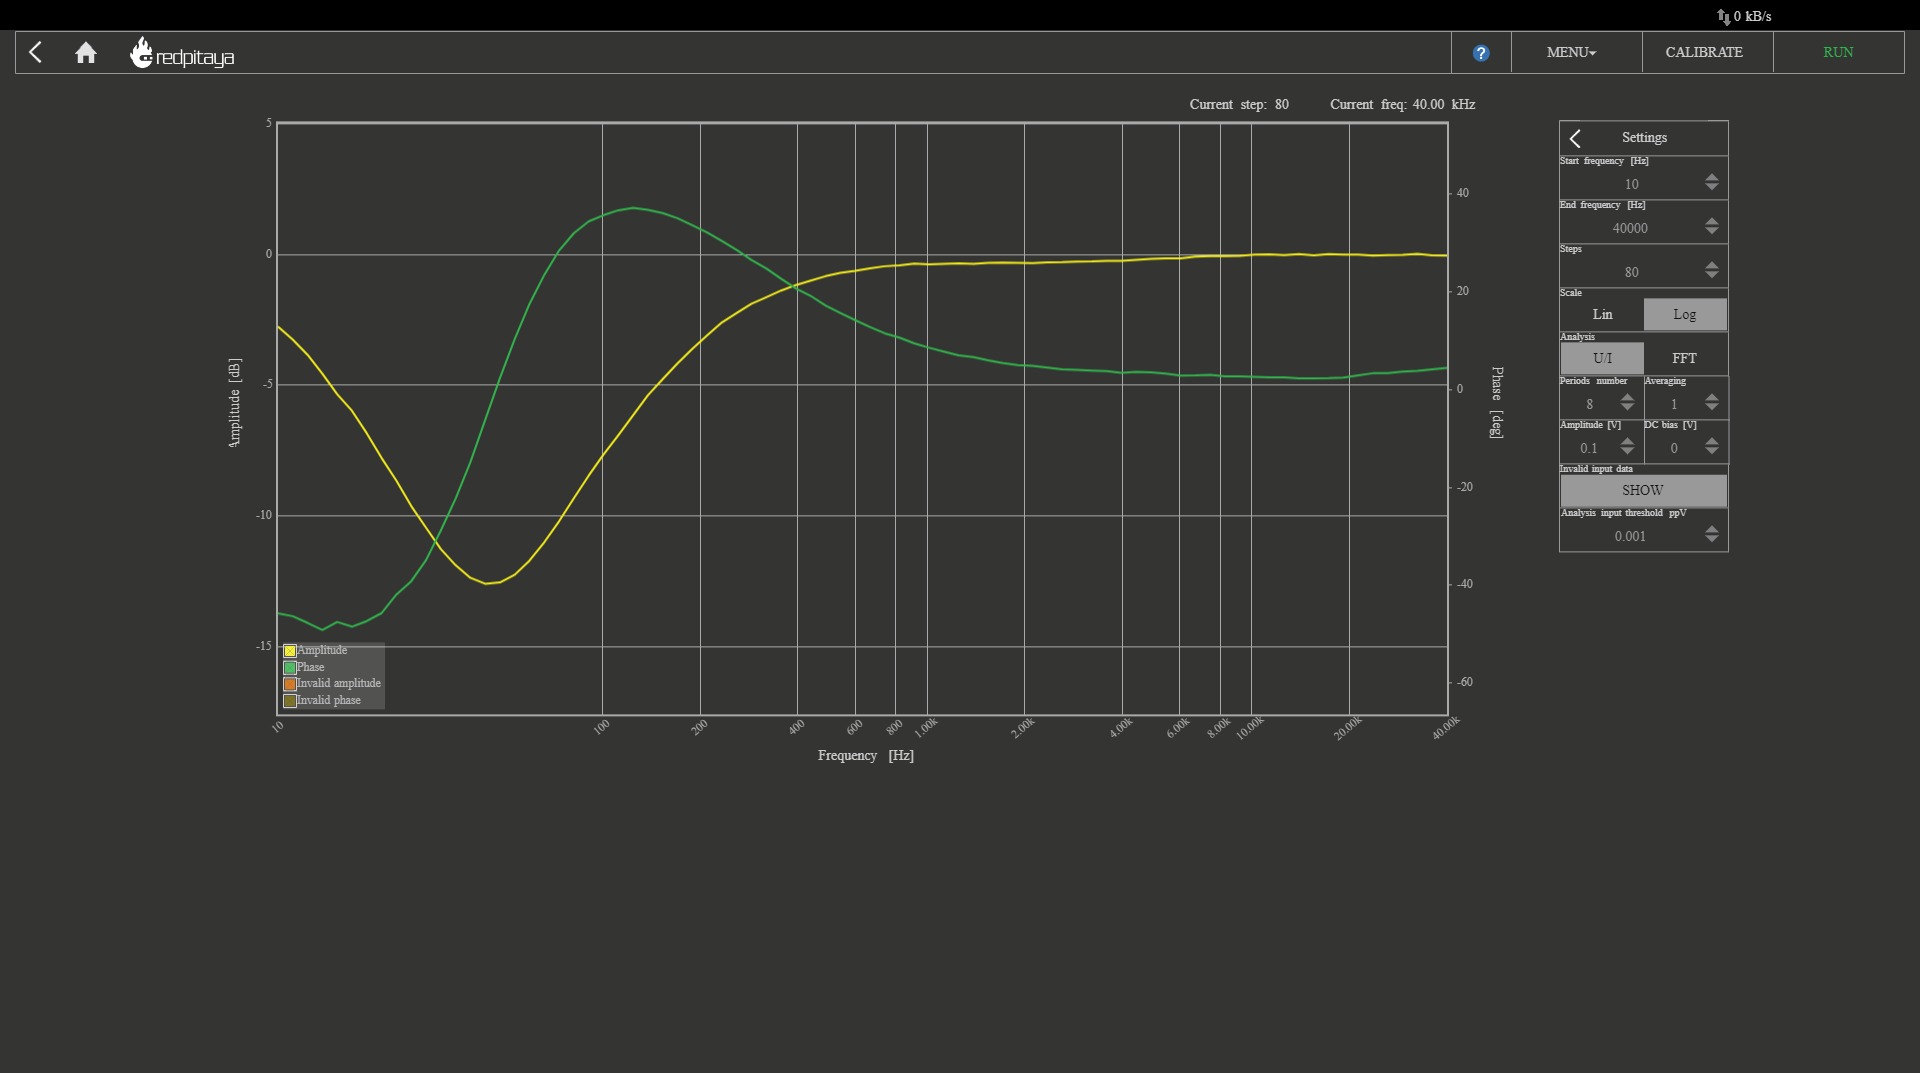 0 kB/s
redpitaya
?
MENU
CALIBRATE
RUN
Current step: 80 Current freq: 40.00 kHz
5
0
-5
-10
-15
Amplitude [dB]
40
20
0
-20
-40
-60
Phase [deg]
Amplitude
Phase
Invalid amplitude
Invalid phase
10 100 200 400 600 800 1.00k 2.00k 4.00k 6.00k 8.00k 10.00k 20.00k 40.00k
Frequency [Hz]
Settings
Start frequency [Hz]
10
End frequency [Hz]
40000
Steps
80
Scale
Lin Log
Analysis
U/I FFT
Periods number Averaging
8 1
Amplitude [V] DC bias [V]
0.1 0
Invalid input data
SHOW
Analysis input threshold ppV
0.001